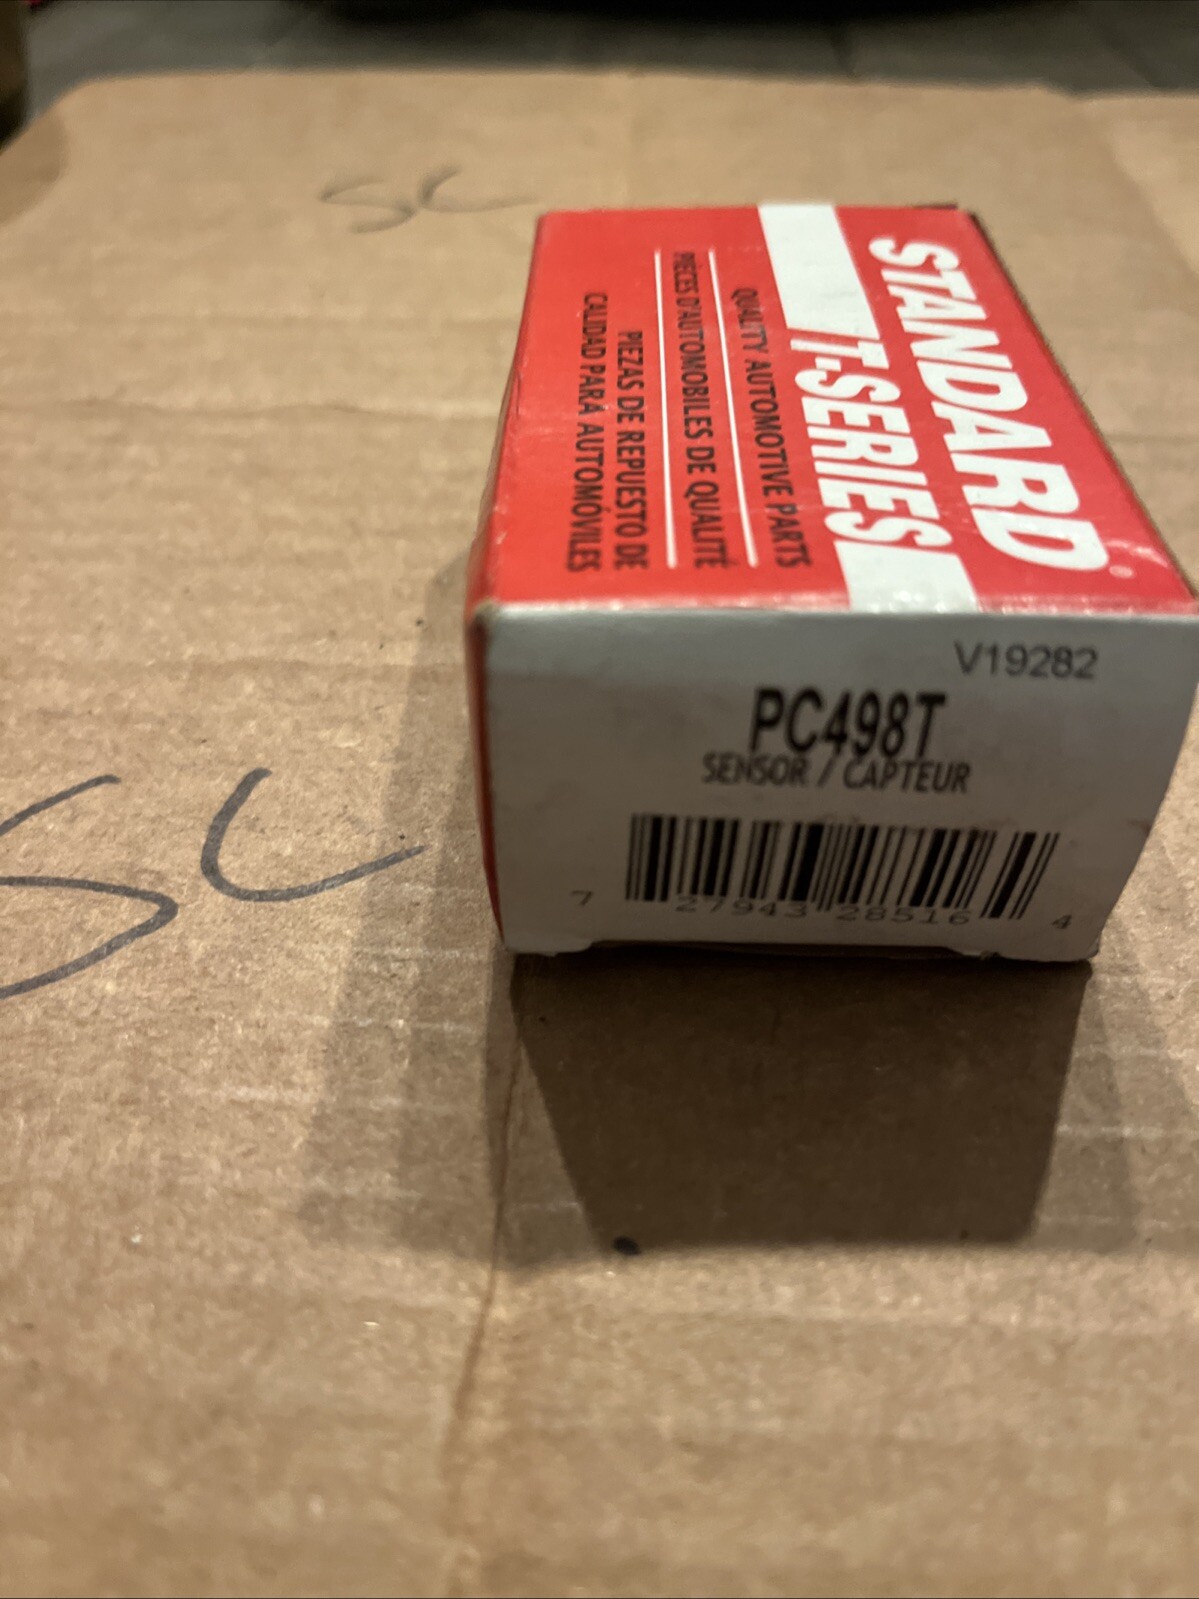 SC
STANDARD®
T-SERIES
QUALITY AUTOMOTIVE PARTS
PIÈCES D'AUTOMOBILES DE QUALITÉ
PIEZAS DE REPUESTO DE
CALIDAD PARA AUTOMÓVILES
V19282
PC498T
SENSOR / CAPTEUR
7 27943 28516 4
SC